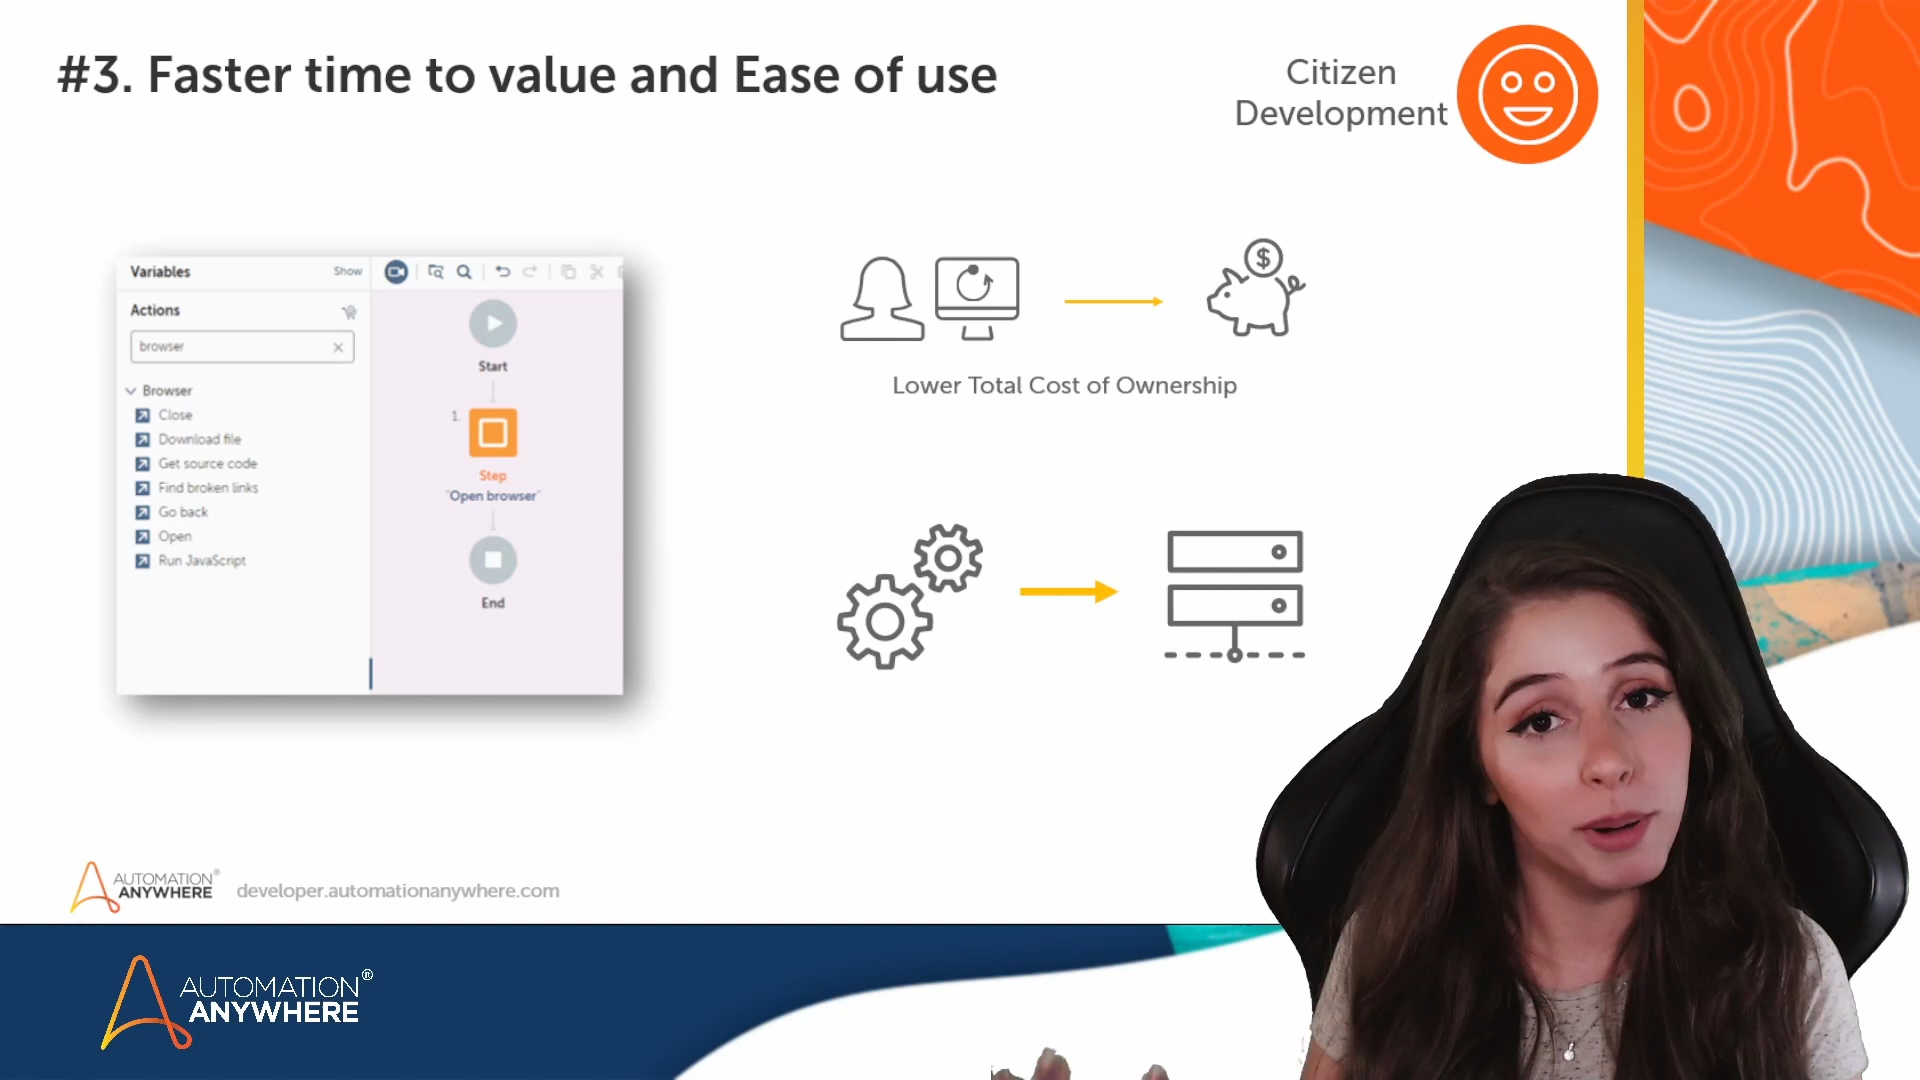 #3. Faster time to value and Ease of use
Citizen
Development
Variables
Show
Actions
browser
Browser
Close
Download file
Get source code
Find broken links
Go back
Open
Run JavaScript
Start
1.
Step
"Open browser"
End
$
Lower Total Cost of Ownership
AUTOMATION®
ANYWHERE
developer.automationanywhere.com
AUTOMATION®
ANYWHERE